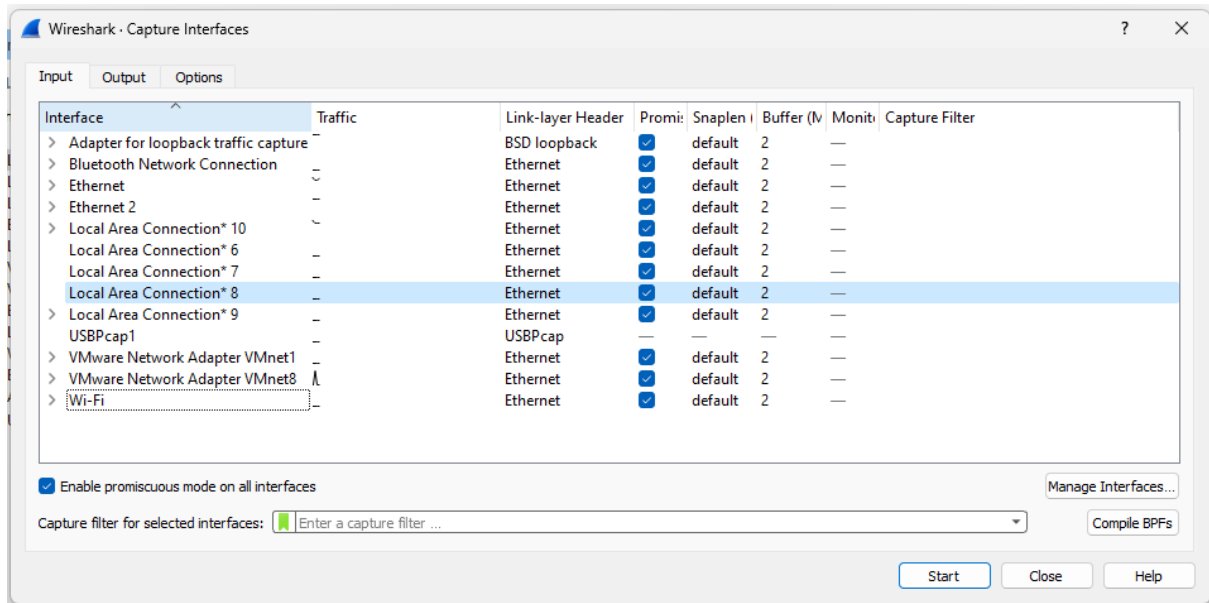 Wireshark · Capture Interfaces ?
Input Output Options
Interface Traffic Link-layer Header Promi: Snaplen ( Buffer (M Monit Capture Filter
Adapter for loopback traffic capture BSD loopback default 2 —
Bluetooth Network Connection Ethernet default 2 —
Ethernet Ethernet default 2 —
Ethernet 2 Ethernet default 2 —
Local Area Connection* 10 Ethernet default 2 —
Local Area Connection* 6 Ethernet default 2 —
Local Area Connection* 7 Ethernet default 2 —
Local Area Connection* 8 Ethernet default 2 —
Local Area Connection* 9 Ethernet default 2 —
USBPcap1 USBPcap — — — —
VMware Network Adapter VMnet1 Ethernet default 2 —
VMware Network Adapter VMnet8 Ethernet default 2 —
Wi-Fi Ethernet default 2 —
Enable promiscuous mode on all interfaces Manage Interfaces...
Capture filter for selected interfaces: Enter a capture filter ... Compile BPFs
Start Close Help